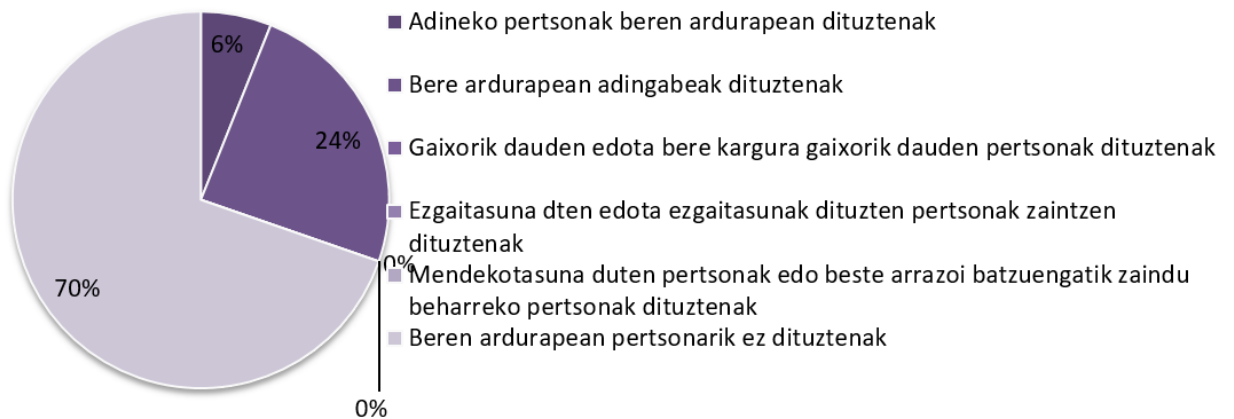 6%
24%
0%
0%
70%
Adineko pertsonak beren ardurapean dituztenak
Bere ardurapean adingabeak dituztenak
Gaixorik dauden edota bere kargura gaixorik dauden pertsonak dituztenak
Ezgaitasuna dten edota ezgaitasunak dituzten pertsonak zaintzen
dituztenak
Mendekotasuna duten pertsonak edo beste arrazoi batzuengatik zaindu
beharreko pertsonak dituztenak
Beren ardurapean pertsonarik ez dituztenak